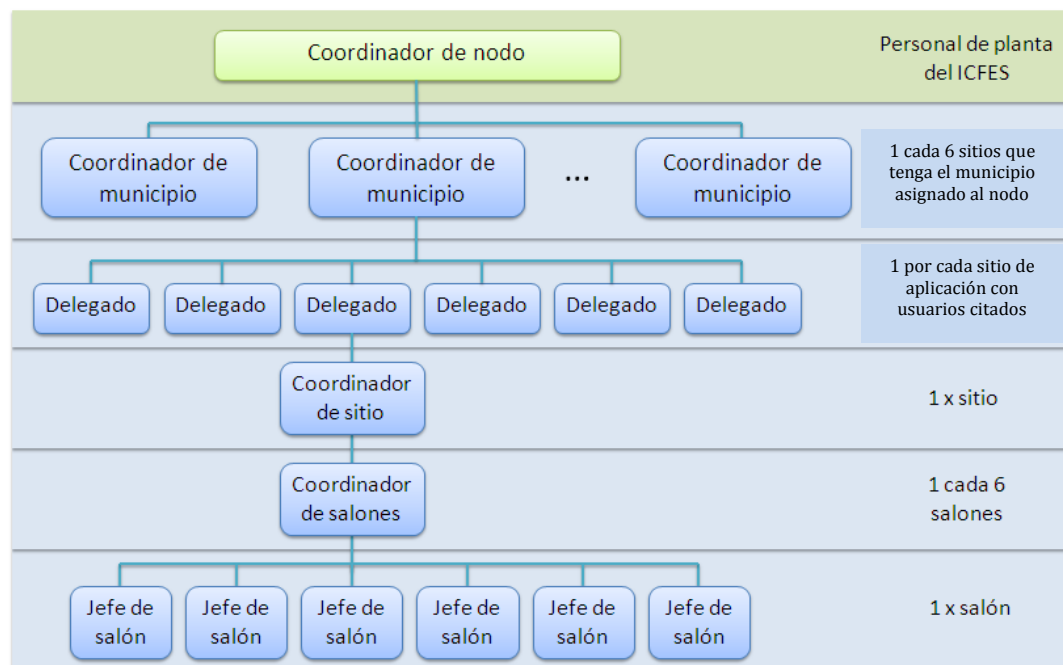 Coordinador de nodo
Personal de planta
del ICFES
Coordinador de
municipio
Coordinador de
municipio
...
Coordinador de
municipio
1 cada 6 sitios que
tenga el municipio
asignado al nodo
Delegado
Delegado
Delegado
Delegado
Delegado
Delegado
1 por cada sitio de
aplicación con
usuarios citados
Coordinador
de sitio
1 x sitio
Coordinador
de salones
1 cada 6
salones
Jefe de
salón
Jefe de
salón
Jefe de
salón
Jefe de
salón
Jefe de
salón
Jefe de
salón
1 x salón